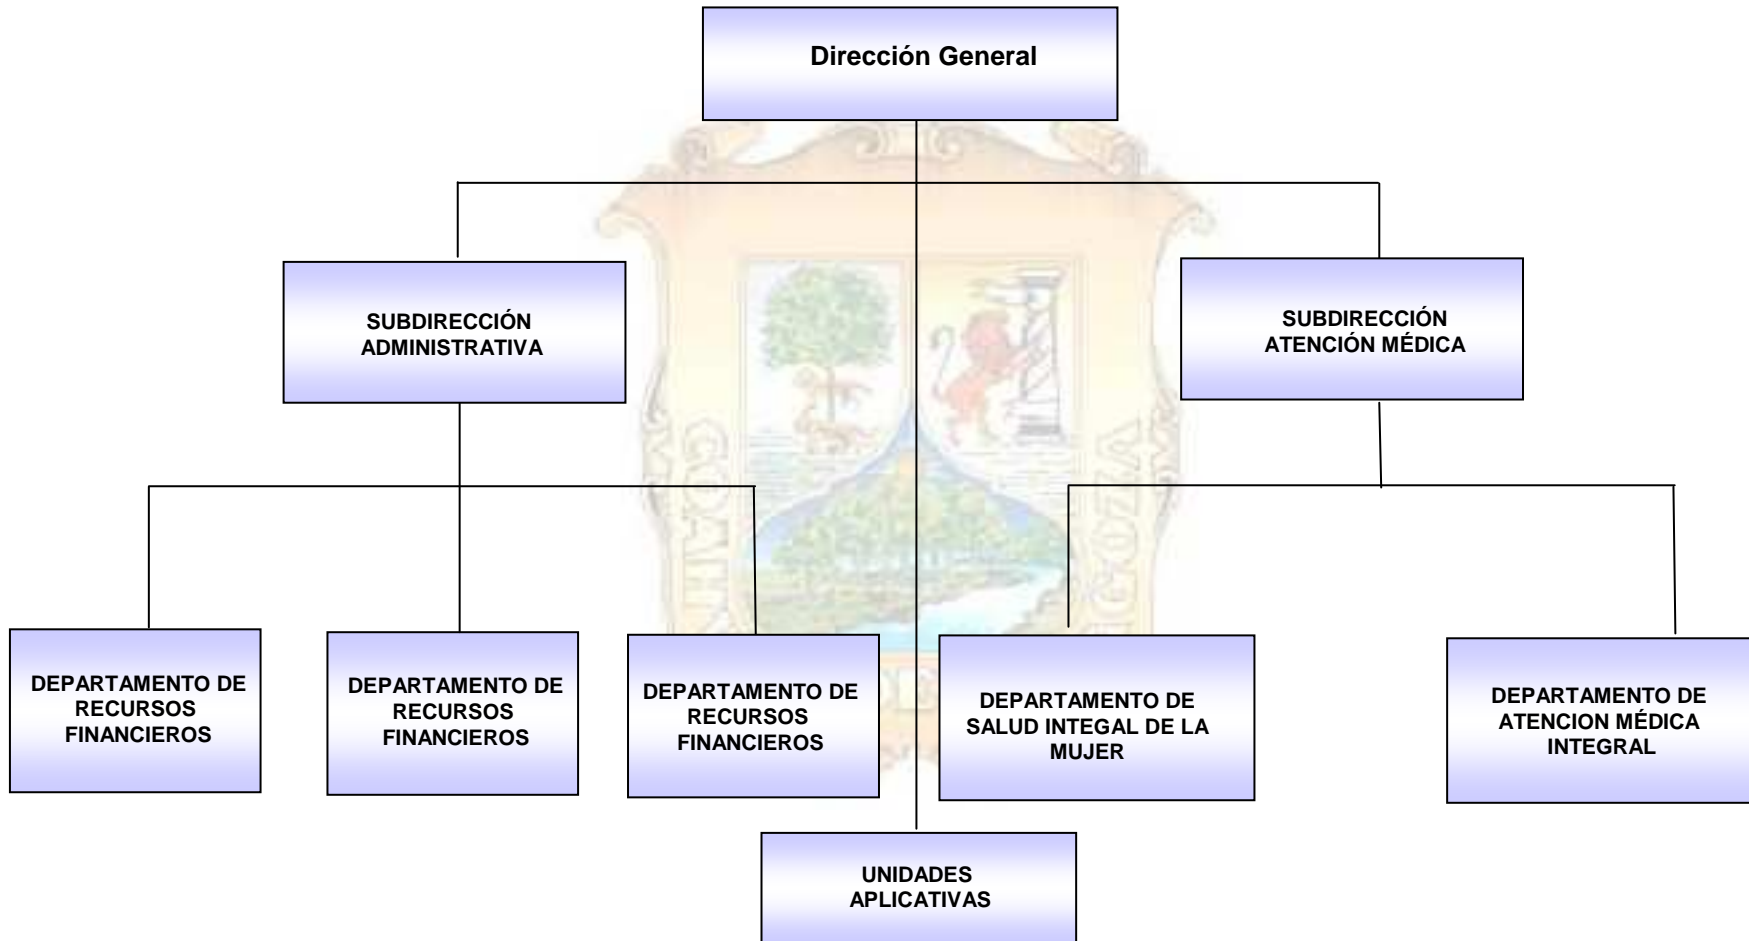 Dirección General
SUBDIRECCIÓN
ADMINISTRATIVA
SUBDIRECCIÓN
ATENCIÓN MÉDICA
DEPARTAMENTO DE
RECURSOS
FINANCIEROS
DEPARTAMENTO DE
RECURSOS
FINANCIEROS
DEPARTAMENTO DE
RECURSOS
FINANCIEROS
DEPARTAMENTO DE
SALUD INTEGAL DE LA
MUJER
DEPARTAMENTO DE
ATENCION MÉDICA
INTEGRAL
UNIDADES
APLICATIVAS